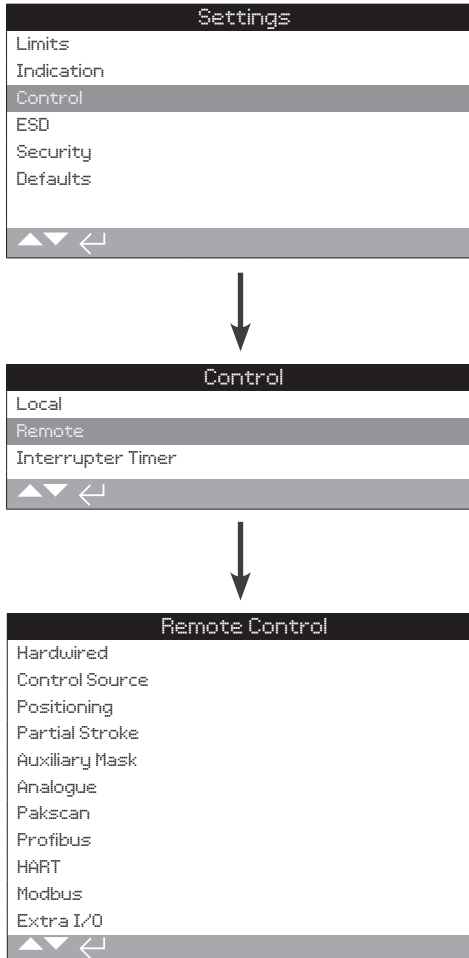 Settings
Limits
Indication
Control
ESD
Security
Defaults
Control
Local
Remote
Interrupter Timer
Remote Control
Hardwired
Control Source
Positioning
Partial Stroke
Auxiliary Mask
Analogue
Pakscan
Profibus
HART
Modbus
Extra I/O